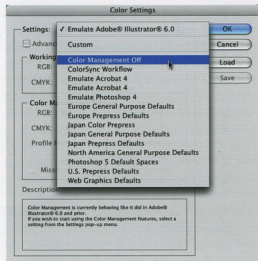 Color Settings
Settings: ✓ Emulate Adobe® Illustrator® 6.0
OK
Advanc
Custom
Cancel
Working
Color Management Off
Load
RGB:
ColorSync Workflow
Emulate Acrobat 4
Save
CMYK:
Emulate Acrobat 4
Emulate Photoshop 4
Color M
Europe General Purpose Defaults
RGB:
Europe Prepress Defaults
Japan Color Prepress
CMYK:
Japan General Purpose Defaults
Profile
Japan Prepress Defaults
North America General Purpose Defaults
Photoshop 5 Default Spaces
Miss
U.S. Prepress Defaults
Web Graphics Defaults
Description
Color Management is currently behaving like it did in Adobe®
Illustrator® 6.0 and prior.
If you wish to start using the Color Management features, select a
setting from the Settings pop-up menu.